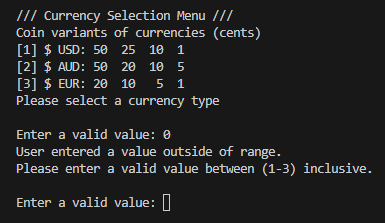 /// Currency Selection Menu ///
Coin variants of currencies (cents)
[1] $ USD: 50  25  10  1
[2] $ AUD: 50  20  10  5
[3] $ EUR: 20  10   5  1
Please select a currency type
Enter a valid value: 0
User entered a value outside of range.
Please enter a valid value between (1-3) inclusive.
Enter a valid value: